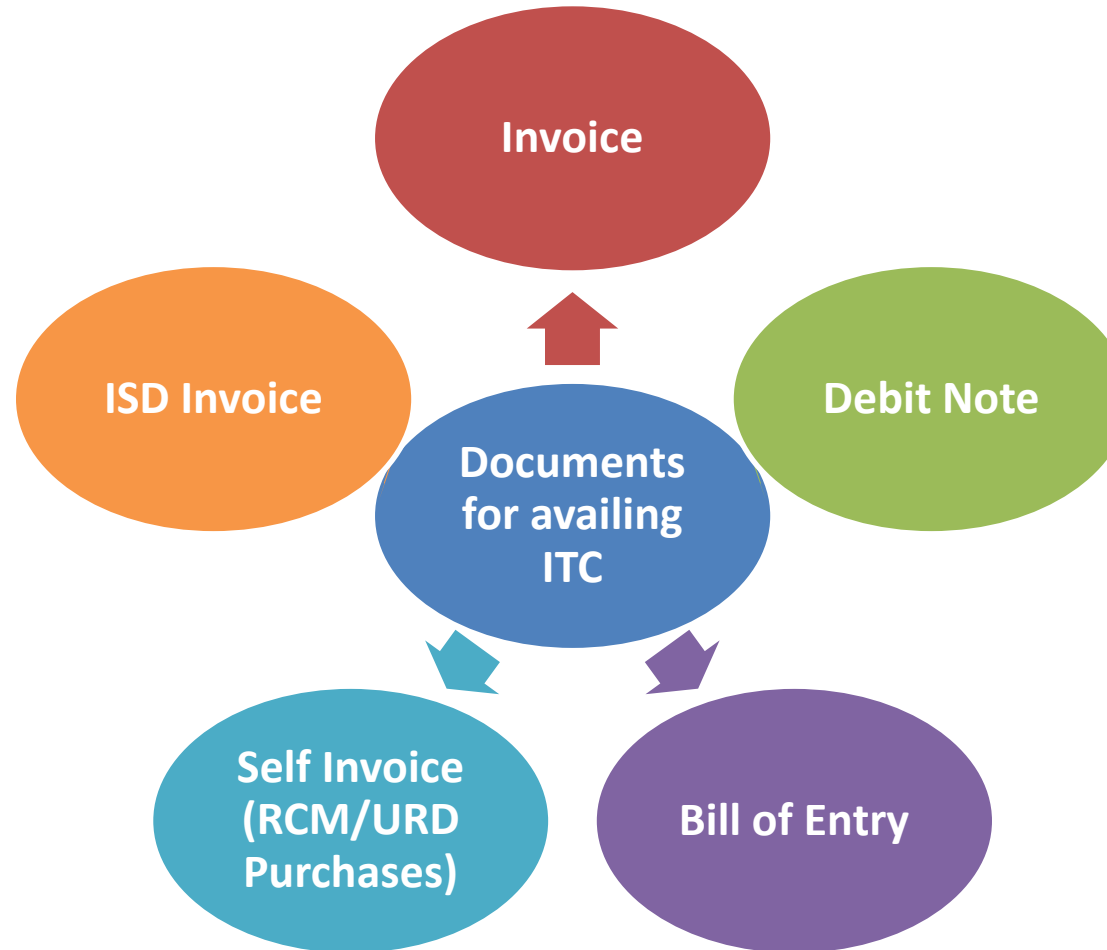 Invoice
ISD Invoice
Debit Note
Documents
for availing
ITC
Self Invoice
(RCM/URD
Purchases)
Bill of Entry